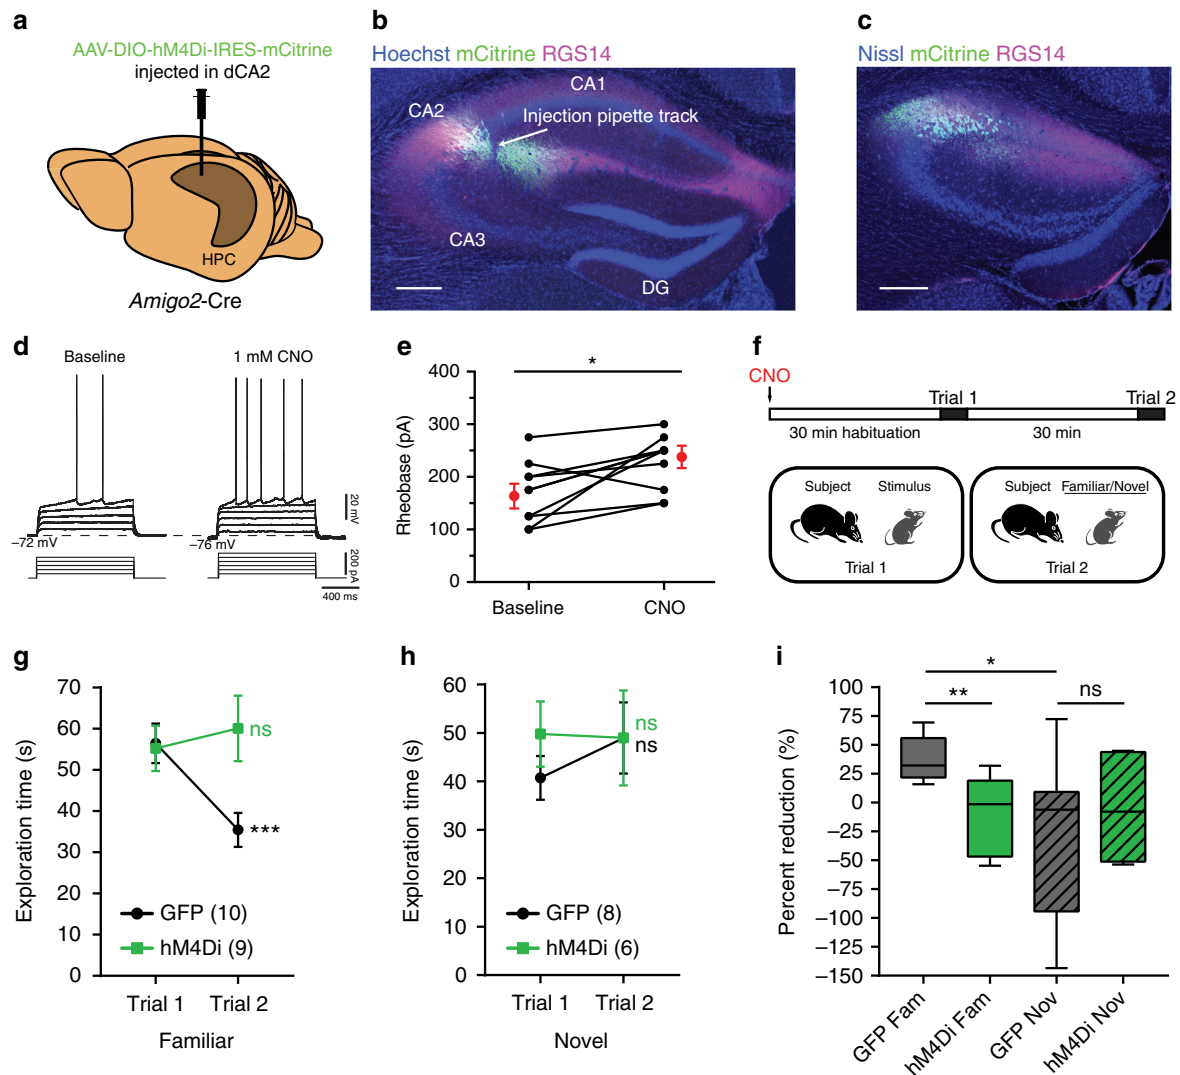 a
AAV-DIO-hM4Di-IRES-mCitrine
injected in dCA2
HPC
Amigo2-Cre
b
Hoechst mCitrine RGS14
CA1
CA2
Injection pipette track
CA3
DG
c
Nissl mCitrine RGS14
d
Baseline
1 mM CNO
20 mV
–72 mV
–76 mV
200 pA
400 ms
e
*
Rheobase (pA)
400
300
200
100
0
Baseline
CNO
f
CNO
Trial 1
Trial 2
30 min habituation
30 min
Subject
Stimulus
Trial 1
Subject
Familiar/Novel
Trial 2
g
Exploration time (s)
70
60
50
40
30
20
10
0
ns
***
GFP (10)
hM4Di (9)
Trial 1
Trial 2
Familiar
h
Exploration time (s)
60
50
40
30
20
10
0
ns
ns
GFP (8)
hM4Di (6)
Trial 1
Trial 2
Novel
i
*
**
ns
Percent reduction (%)
100
75
50
25
0
–25
–50
–75
–100
–125
–150
GFP Fam
hM4Di Fam
GFP Nov
hM4Di Nov